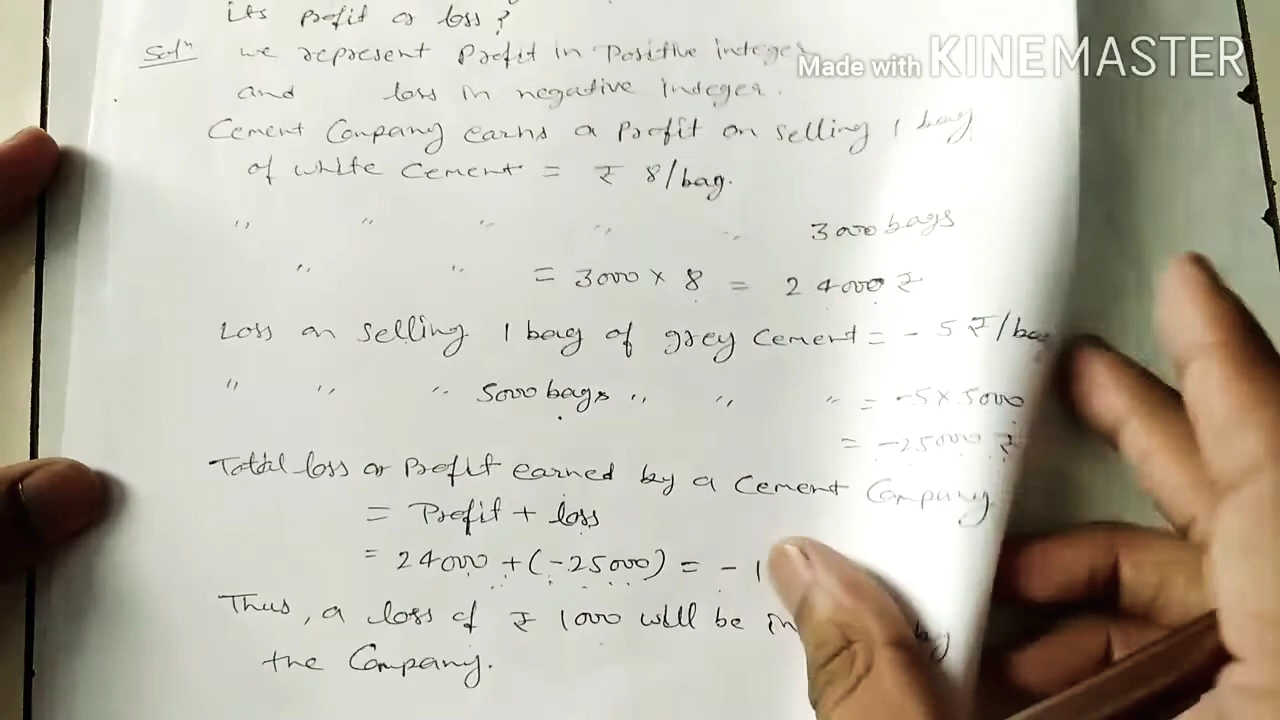 its profit or loss?
Solⁿ we represent Profit in Positive integer
and loss in negative integer.
Made with KINEMASTER
Cement Company earns a Profit on selling 1 bag
of white Cement = ₹ 8/bag.
〃 〃 〃 〃 〃 3000 bags
〃 〃 = 3000 × 8 = 24000 ₹
Loss on selling 1 bag of grey Cement = - 5 ₹/bag
〃 〃 〃 5000 bags 〃 〃 〃 = -5×5000
= -25000 ₹
Total loss or Profit earned by a Cement Company
= Profit + loss
= 24000 + (-25000) = - 1
Thus, a loss of ₹ 1000 will be in by
the Company.